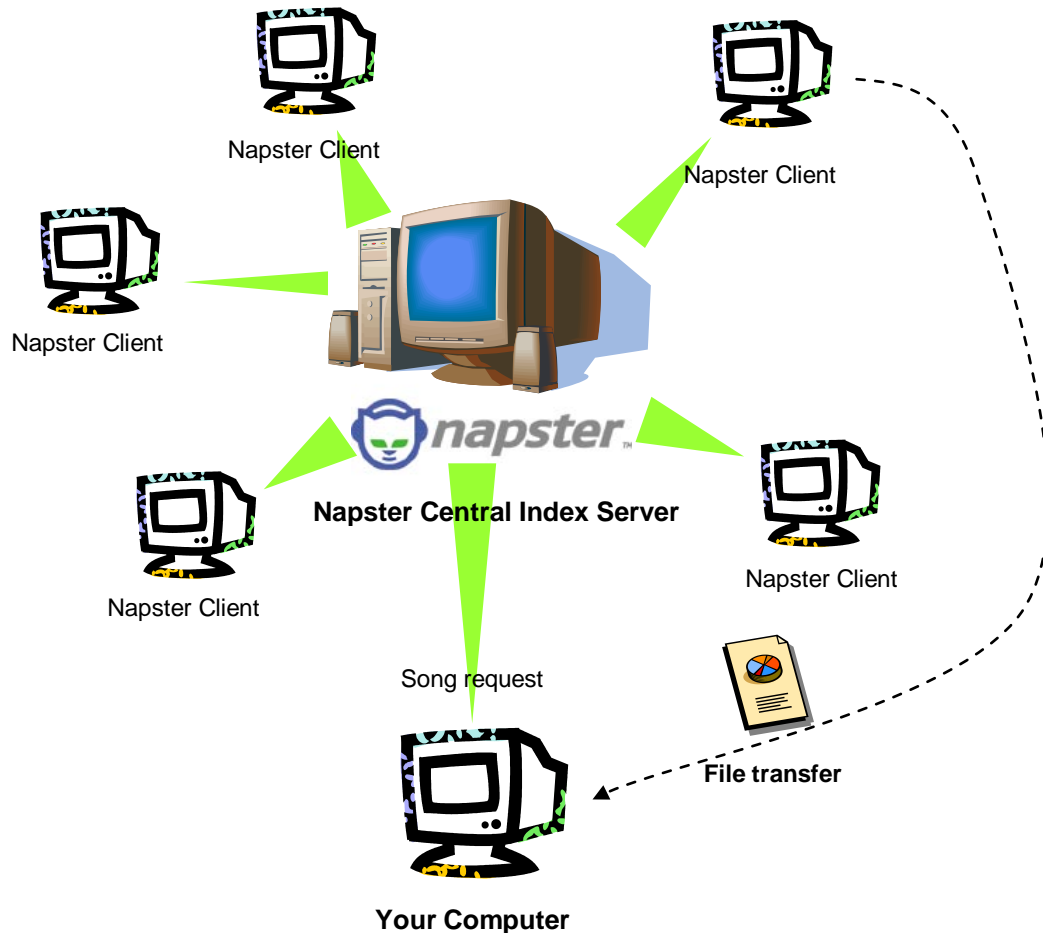 Napster Client
Napster Client
Napster Client
napster™
Napster Central Index Server
Napster Client
Napster Client
Song request
File transfer
Your Computer